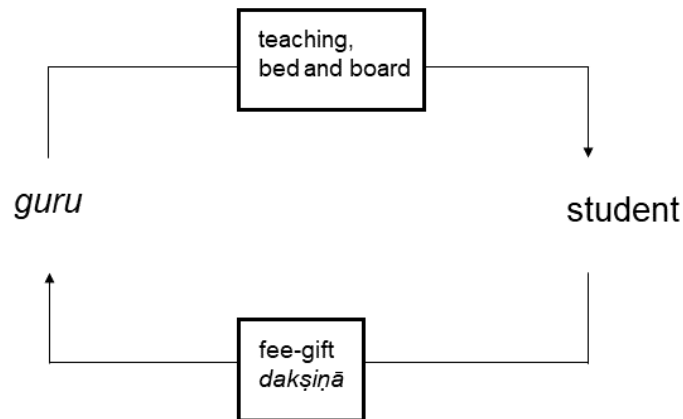 teaching,
bed and board
guru
student
fee-gift
dakṣiṇā